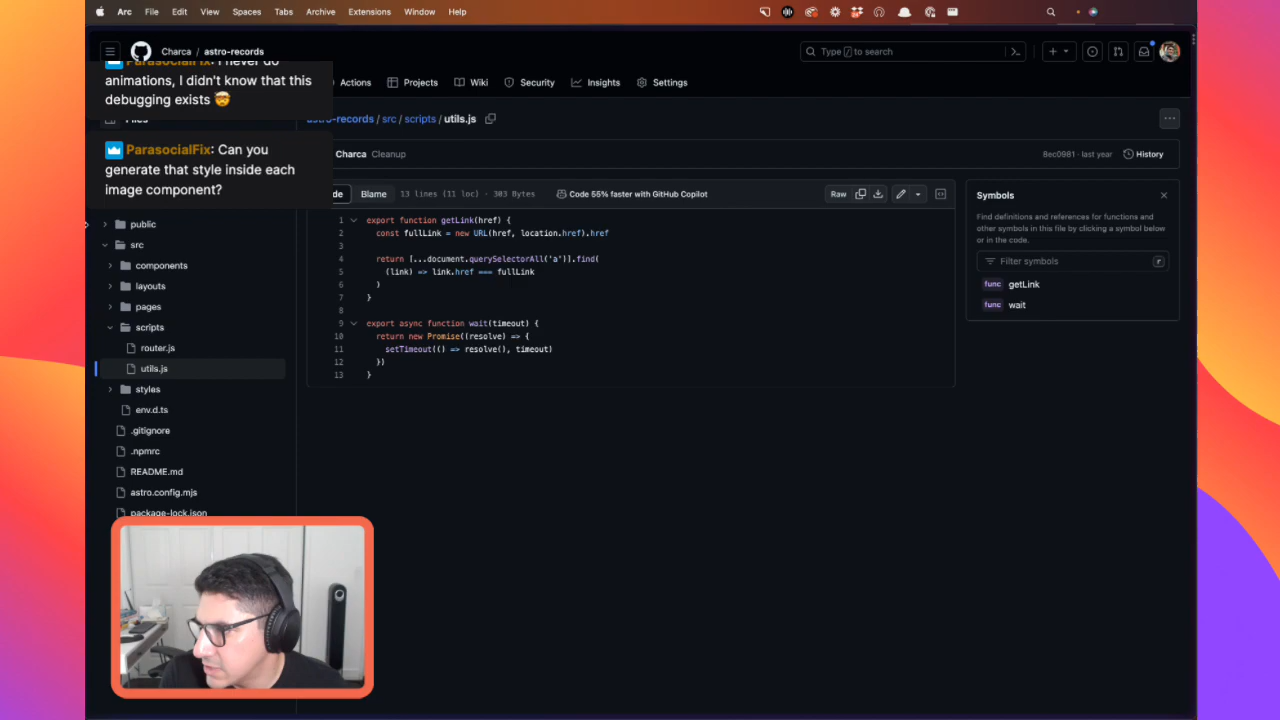 Arc File Edit View Spaces Tabs Archive Extensions Window Help
Charca / astro-records
Type / to search
ParasocialFix: I never do
animations, I didn't know that this
debugging exists 🤯
Actions Projects Wiki Security Insights Settings
Files
astro-records / src / scripts / utils.js
ParasocialFix: Can you
generate that style inside each
image component?
Charca Cleanup
8ec0981 · last year History
de Blame 13 lines (11 loc) · 303 Bytes Code 55% faster with GitHub Copilot Raw
public
src
components
layouts
pages
scripts
router.js
utils.js
styles
env.d.ts
.gitignore
.npmrc
README.md
astro.config.mjs
package-lock.json
1 export function getLink(href) {
2 const fullLink = new URL(href, location.href).href
3
4 return [...document.querySelectorAll('a')].find(
5 (link) => link.href === fullLink
6 )
7 }
8
9 export async function wait(timeout) {
10 return new Promise((resolve) => {
11 setTimeout(() => resolve(), timeout)
12 })
13 }
Symbols
Find definitions and references for functions and
other symbols in this file by clicking a symbol below
or in the code.
Filter symbols r
func getLink
func wait